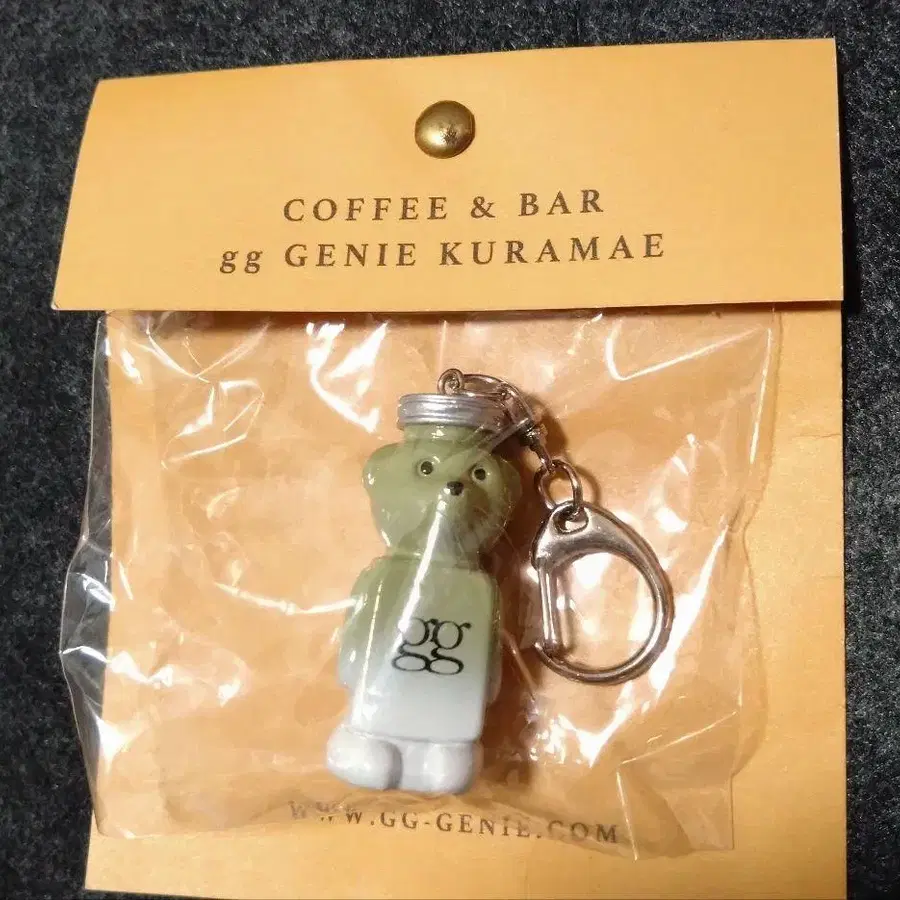 COFFEE & BAR
gg GENIE KURAMAE
gg
WWW.GG-GENIE.COM